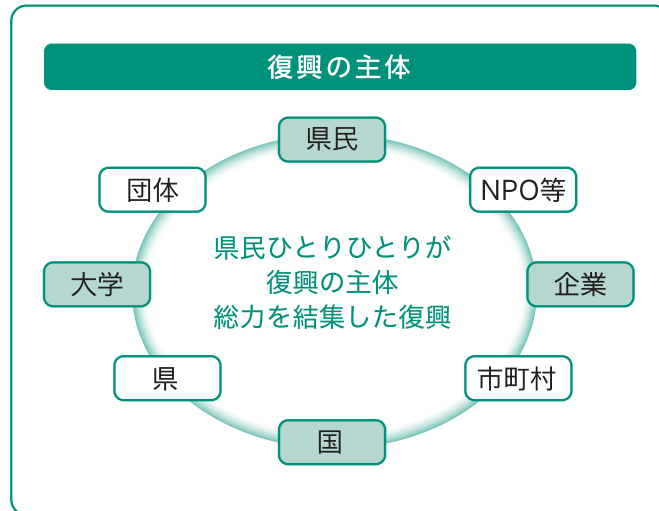 復興の主体
県民
団体
NPO等
県民ひとりひとりが
復興の主体
総力を結集した復興
大学
企業
県
市町村
国